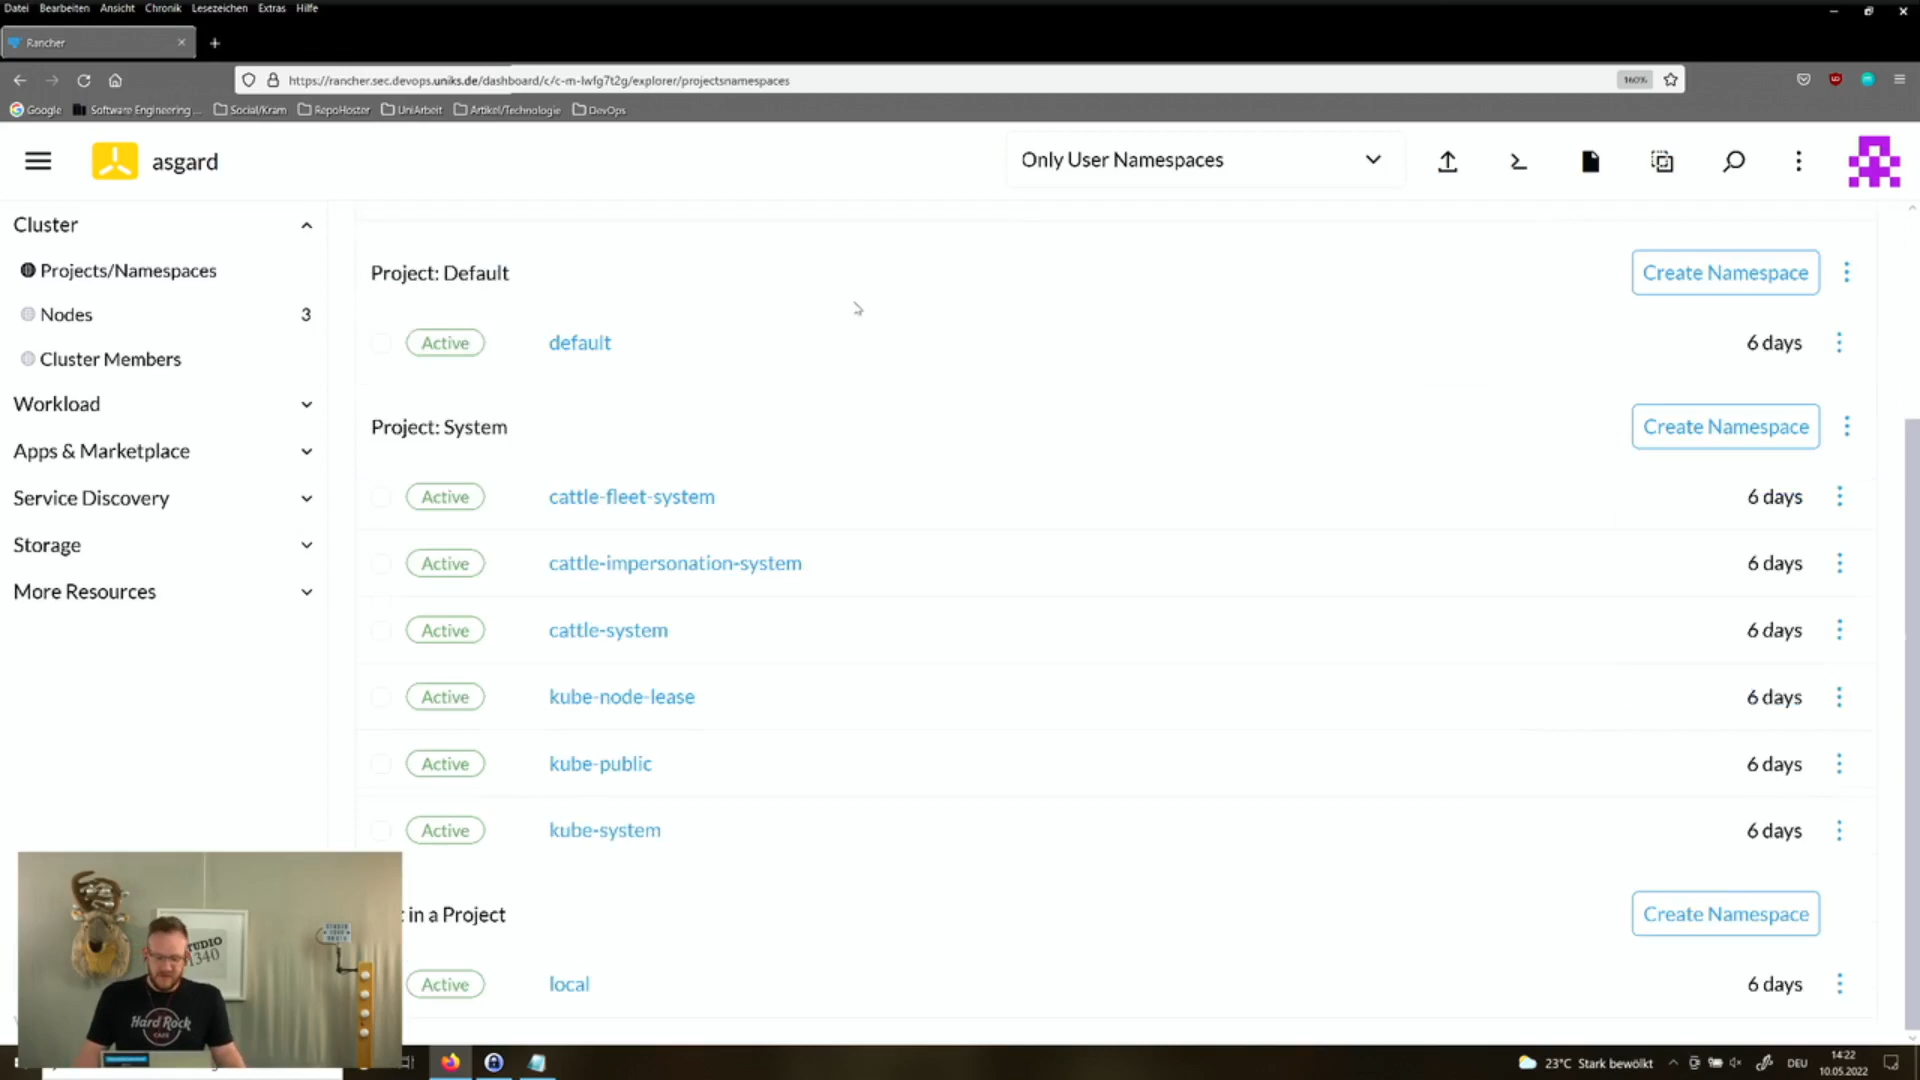 Datei Bearbeiten Ansicht Chronik Lesezeichen Extras Hilfe
Rancher
https://rancher.sec.devops.uniks.de/dashboard/c/c-m-lwfg7t2g/explorer/projectsnamespaces
160%
Google Software Engineering ... Social/Kram RepoHoster UniArbeit Artikel/Technologie DevOps
asgard
Only User Namespaces
Cluster
Projects/Namespaces
Nodes 3
Cluster Members
Workload
Apps & Marketplace
Service Discovery
Storage
More Resources
Project: Default Create Namespace
Active default 6 days
Project: System Create Namespace
Active cattle-fleet-system 6 days
Active cattle-impersonation-system 6 days
Active cattle-system 6 days
Active kube-node-lease 6 days
Active kube-public 6 days
Active kube-system 6 days
in a Project Create Namespace
Active local 6 days
STUDIO
1340
Hard Rock
CAFE
23°C Stark bewölkt
DEU
14:22
10.05.2022